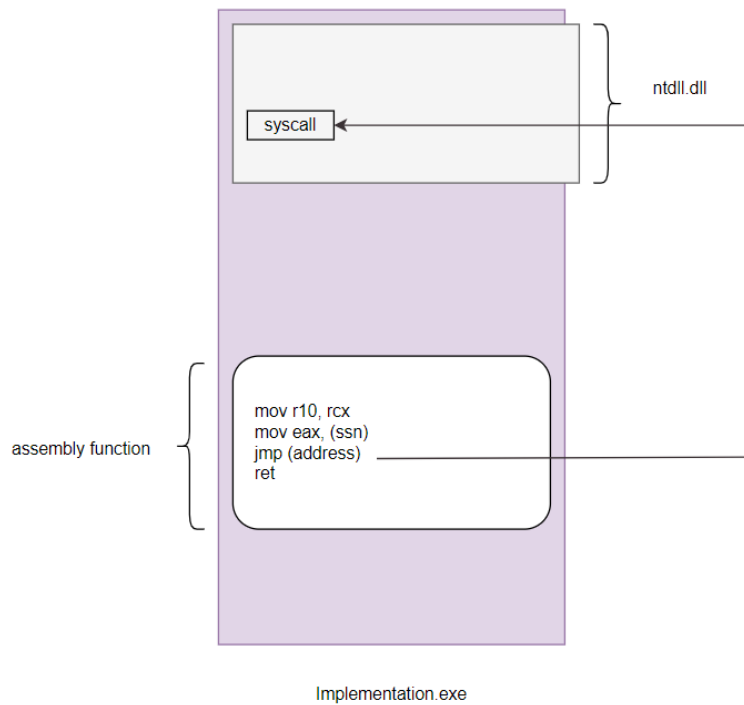 ntdll.dll
syscall
assembly function
mov r10, rcx
mov eax, (ssn)
jmp (address)
ret
Implementation.exe